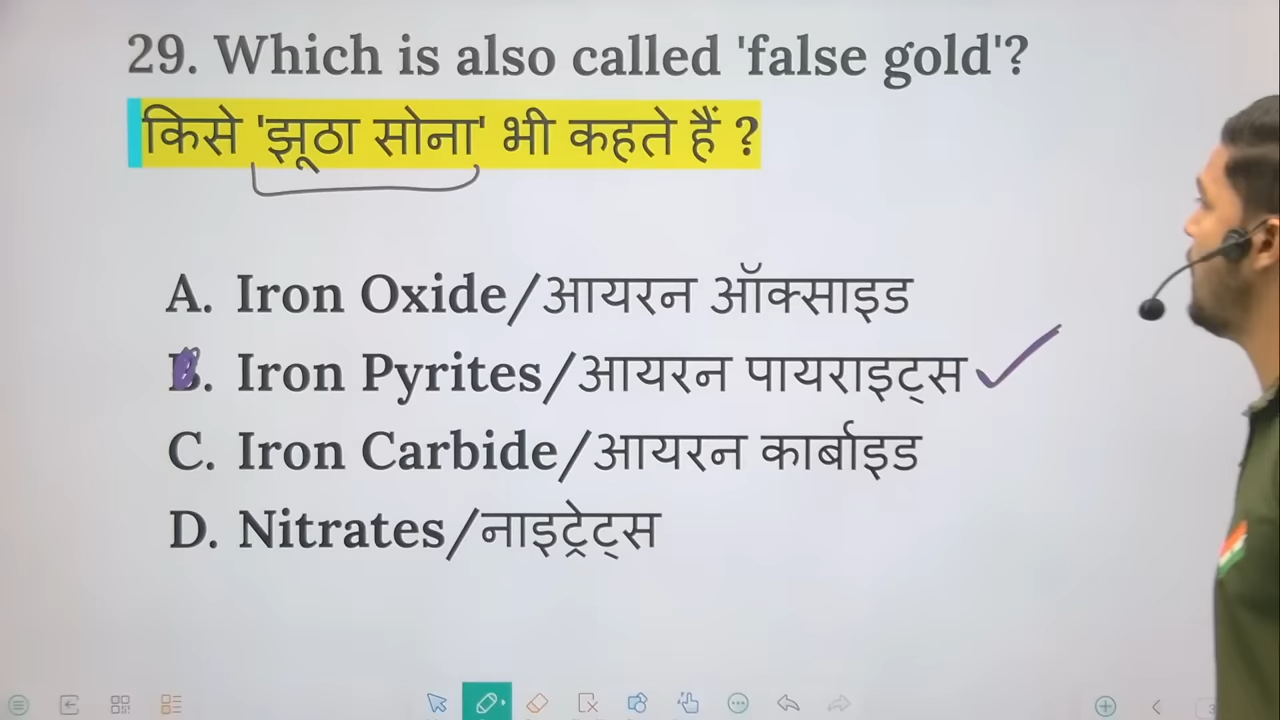 29. Which is also called 'false gold'?
किसे 'झूठा सोना' भी कहते हैं ?
A. Iron Oxide/आयरन ऑक्साइड
B. Iron Pyrites/आयरन पायराइट्स
C. Iron Carbide/आयरन कार्बाइड
D. Nitrates/नाइट्रेट्स